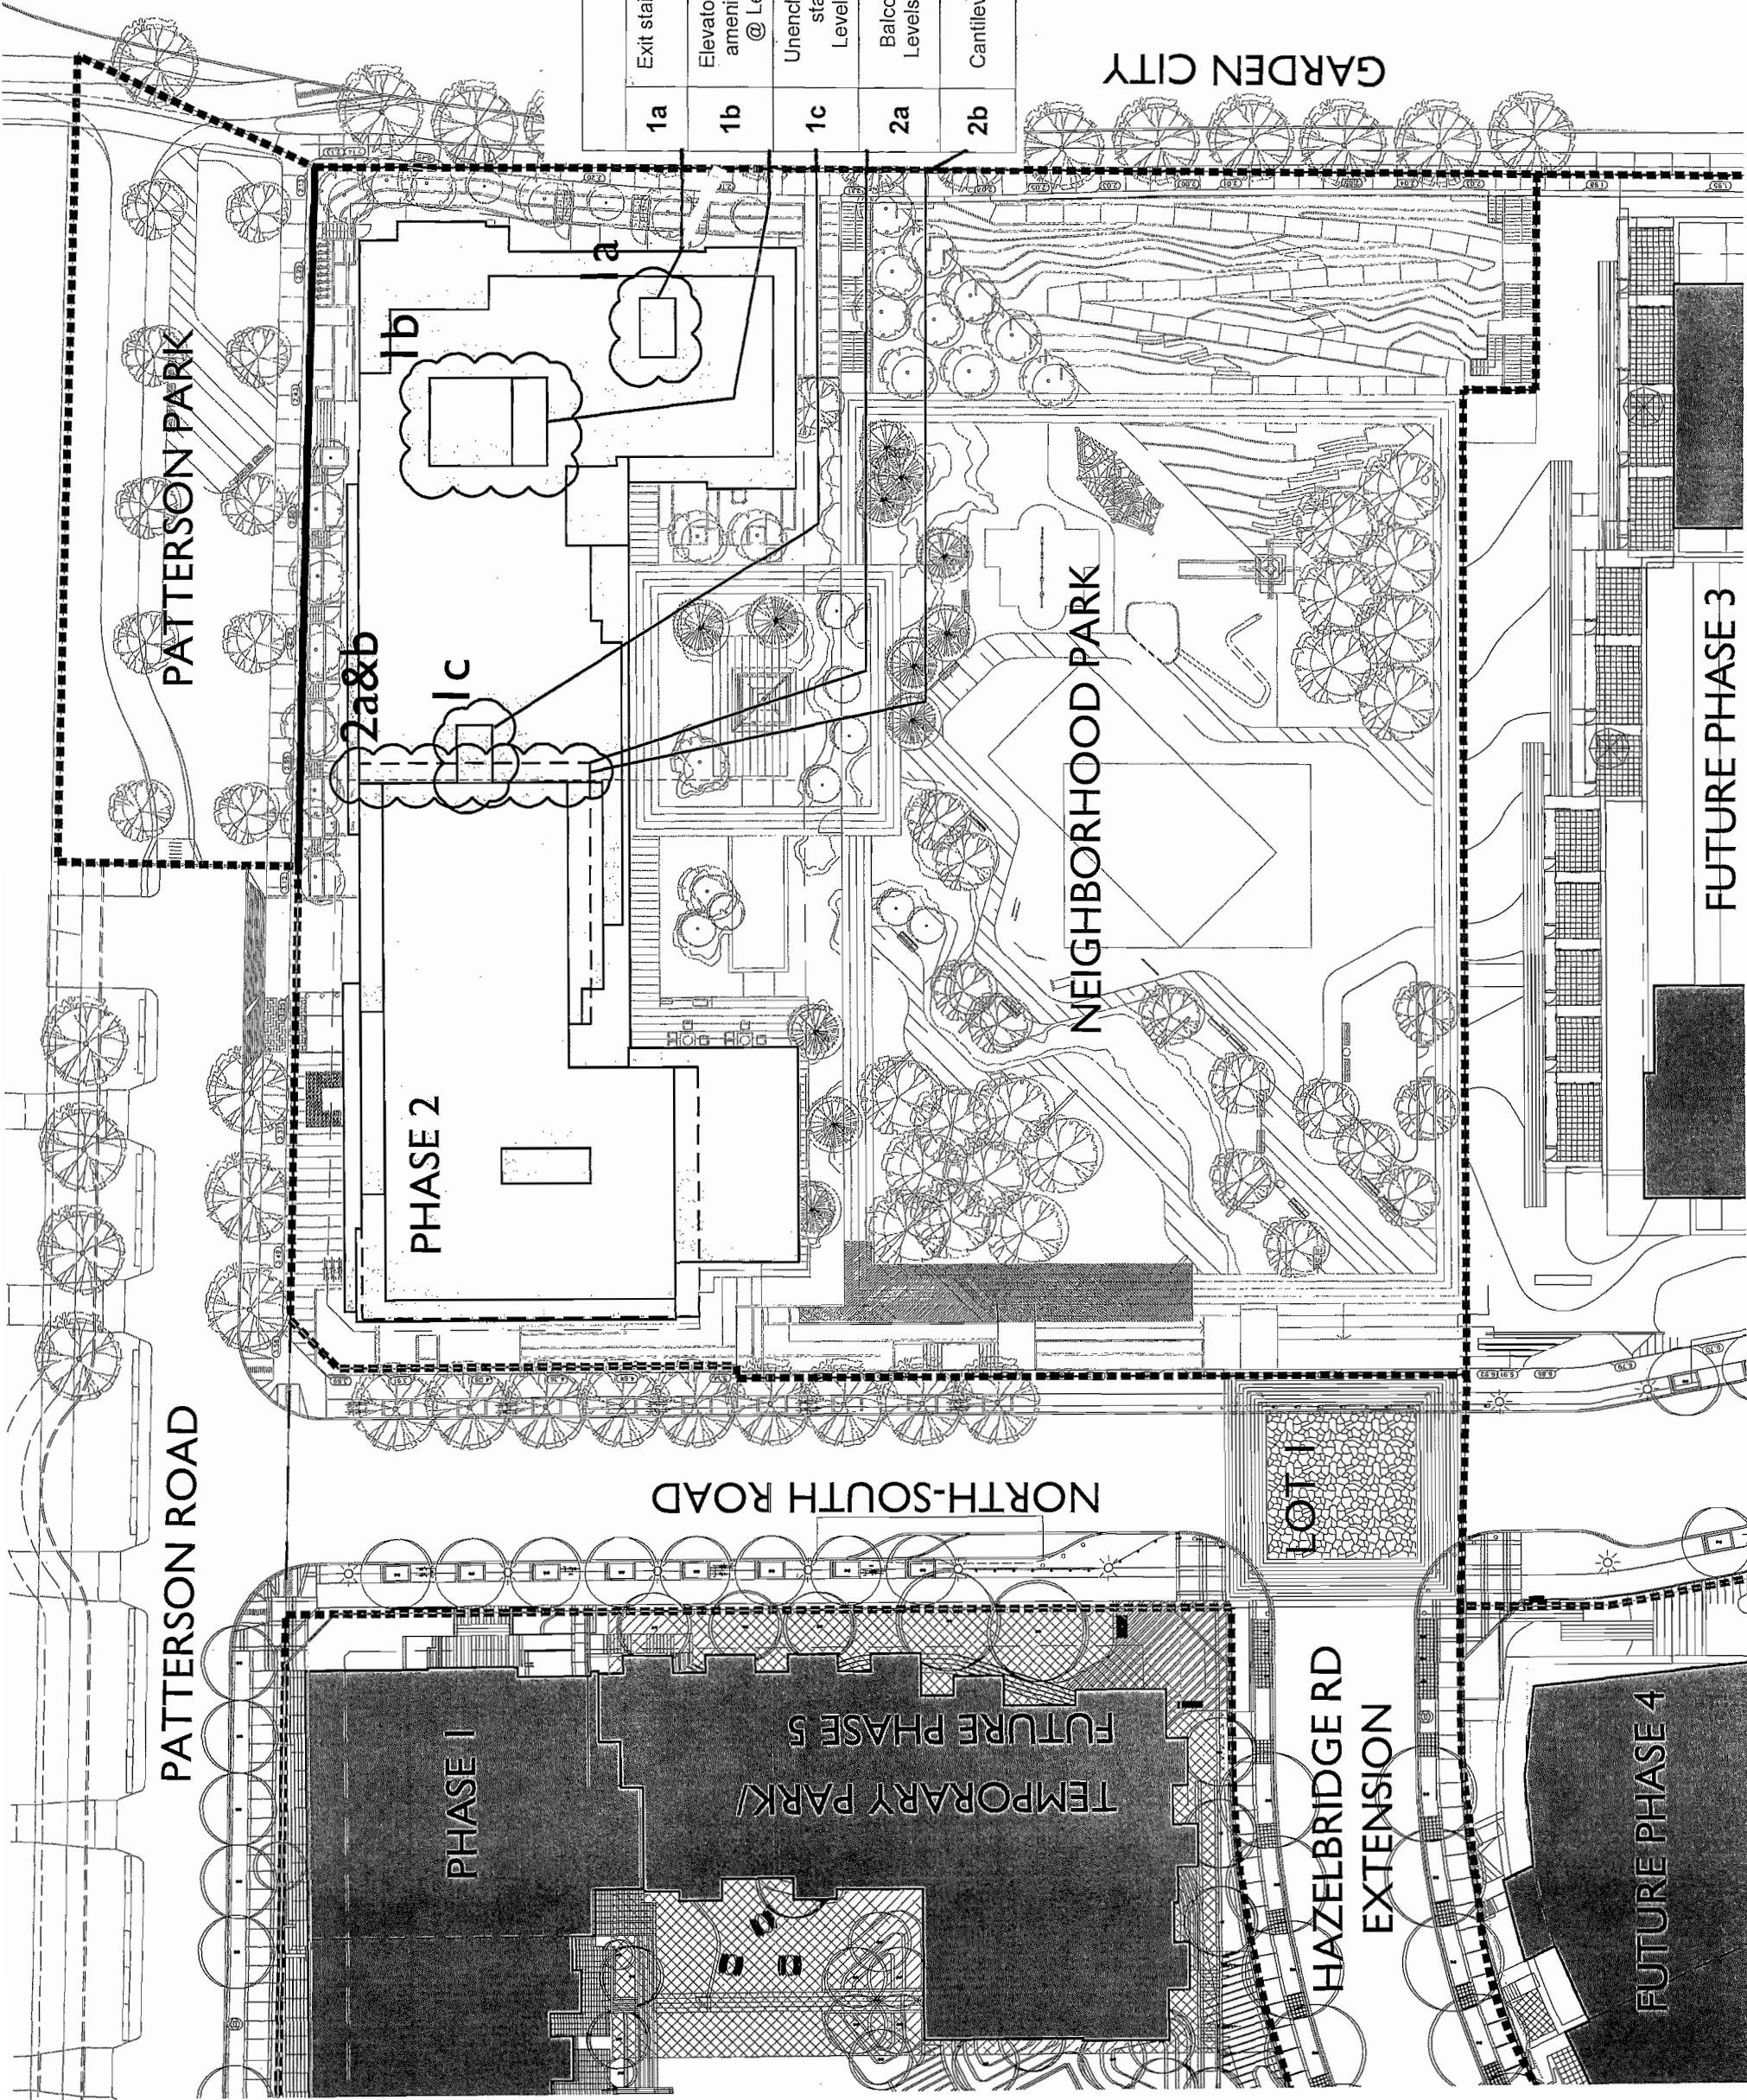 1a Exit stai
1b Elevato
ameni
@ Le
1c Unencl
sta
Level
2a Balco
Levels
2b Cantilev
GARDEN CITY
PATTERSON PARK
1b
1a
2a&b
1c
PHASE 2
NEIGHBORHOOD PARK
FUTURE PHASE 3
PATTERSON ROAD
NORTH-SOUTH ROAD
LOT 1
PHASE 1
TEMPORARY PARK/
FUTURE PHASE 5
HAZELBRIDGE RD
EXTENSION
FUTURE PHASE 4